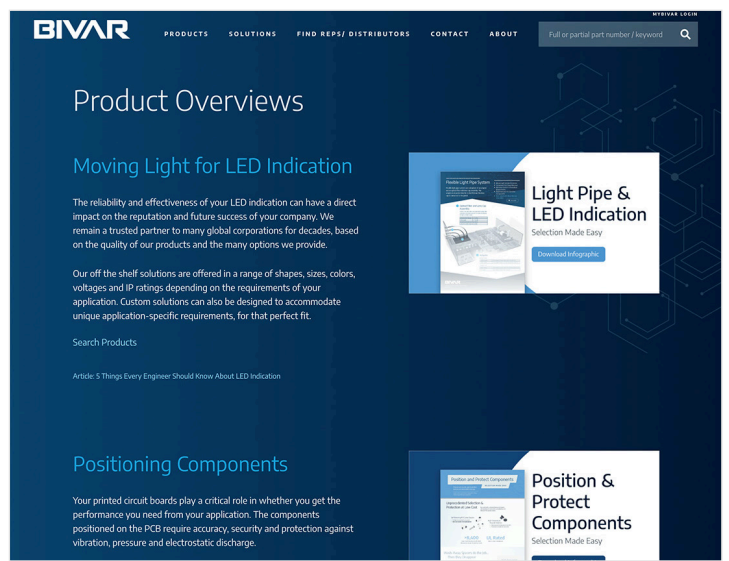 MYBIVAR LOGIN
BIVAR
PRODUCTS SOLUTIONS FIND REPS/ DISTRIBUTORS CONTACT ABOUT
Full or partial part number / keyword
Product Overviews
Moving Light for LED Indication
The reliability and effectiveness of your LED indication can have a direct
impact on the reputation and future success of your company. We
remain a trusted partner to many global corporations for decades, based
on the quality of our products and the many options we provide.
Our off the shelf solutions are offered in a range of shapes, sizes, colors,
voltages and IP ratings depending on the requirements of your
application. Custom solutions can also be designed to accommodate
unique application-specific requirements, for that perfect fit.
Search Products
Article: 5 Things Every Engineer Should Know About LED Indication
Flexible Light Pipe System
Light Pipe &
LED Indication
Selection Made Easy
Download Infographic
BIVAR
Positioning Components
Your printed circuit boards play a critical role in whether you get the
performance you need from your application. The components
positioned on the PCB require accuracy, security and protection against
vibration, pressure and electrostatic discharge.
Position and Protect Components
Position &
Protect
Components
Selection Made Easy